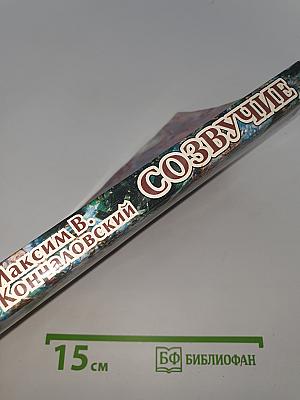 Максим В.
Кончаловский
СОЗВУЧИЕ
15 см
БФ БИБЛИОФАН